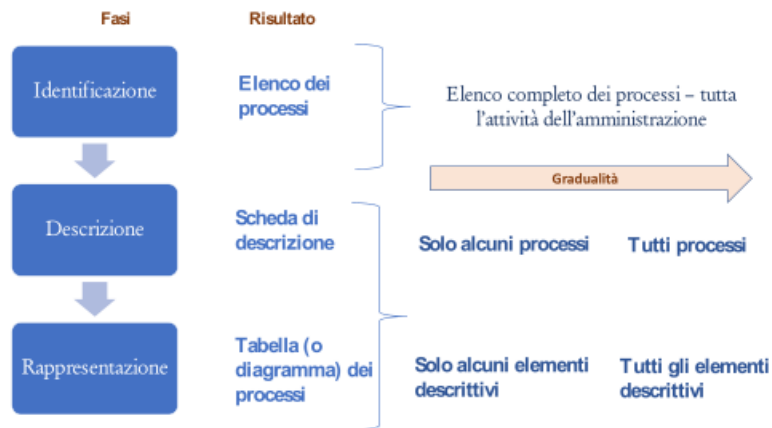 Fasi
Risultato
Identificazione
Elenco dei
processi
Elenco completo dei processi – tutta
l'attività dell'amministrazione
Gradualità
Descrizione
Scheda di
descrizione
Solo alcuni processi
Tutti processi
Rappresentazione
Tabella (o
diagramma) dei
processi
Solo alcuni elementi
descrittivi
Tutti gli elementi
descrittivi